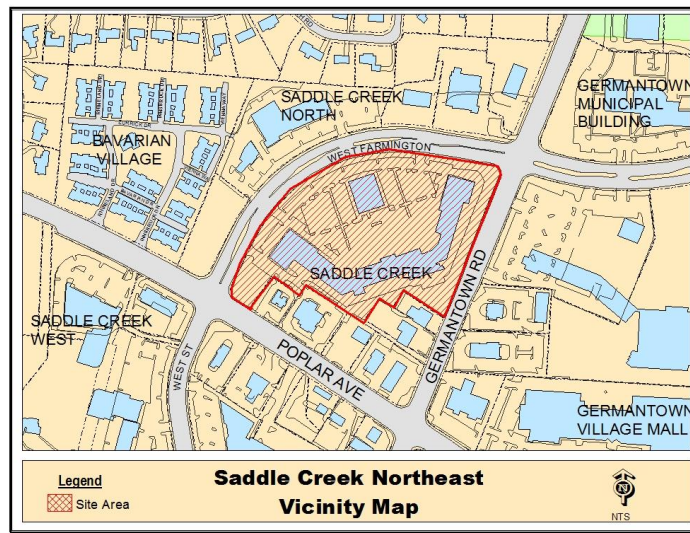 SADDLE CREEK
NORTH
GERMANTOWN
MUNICIPAL
BUILDING
BAVARIAN
VILLAGE
WEST FARMINGTON
SADDLE CREEK
GERMANTOWN RD
SADDLE CREEK
WEST
WEST ST
POPLAR AVE
GERMANTOWN
VILLAGE MALL
Legend
Site Area
Saddle Creek Northeast
Vicinity Map
N
NTS